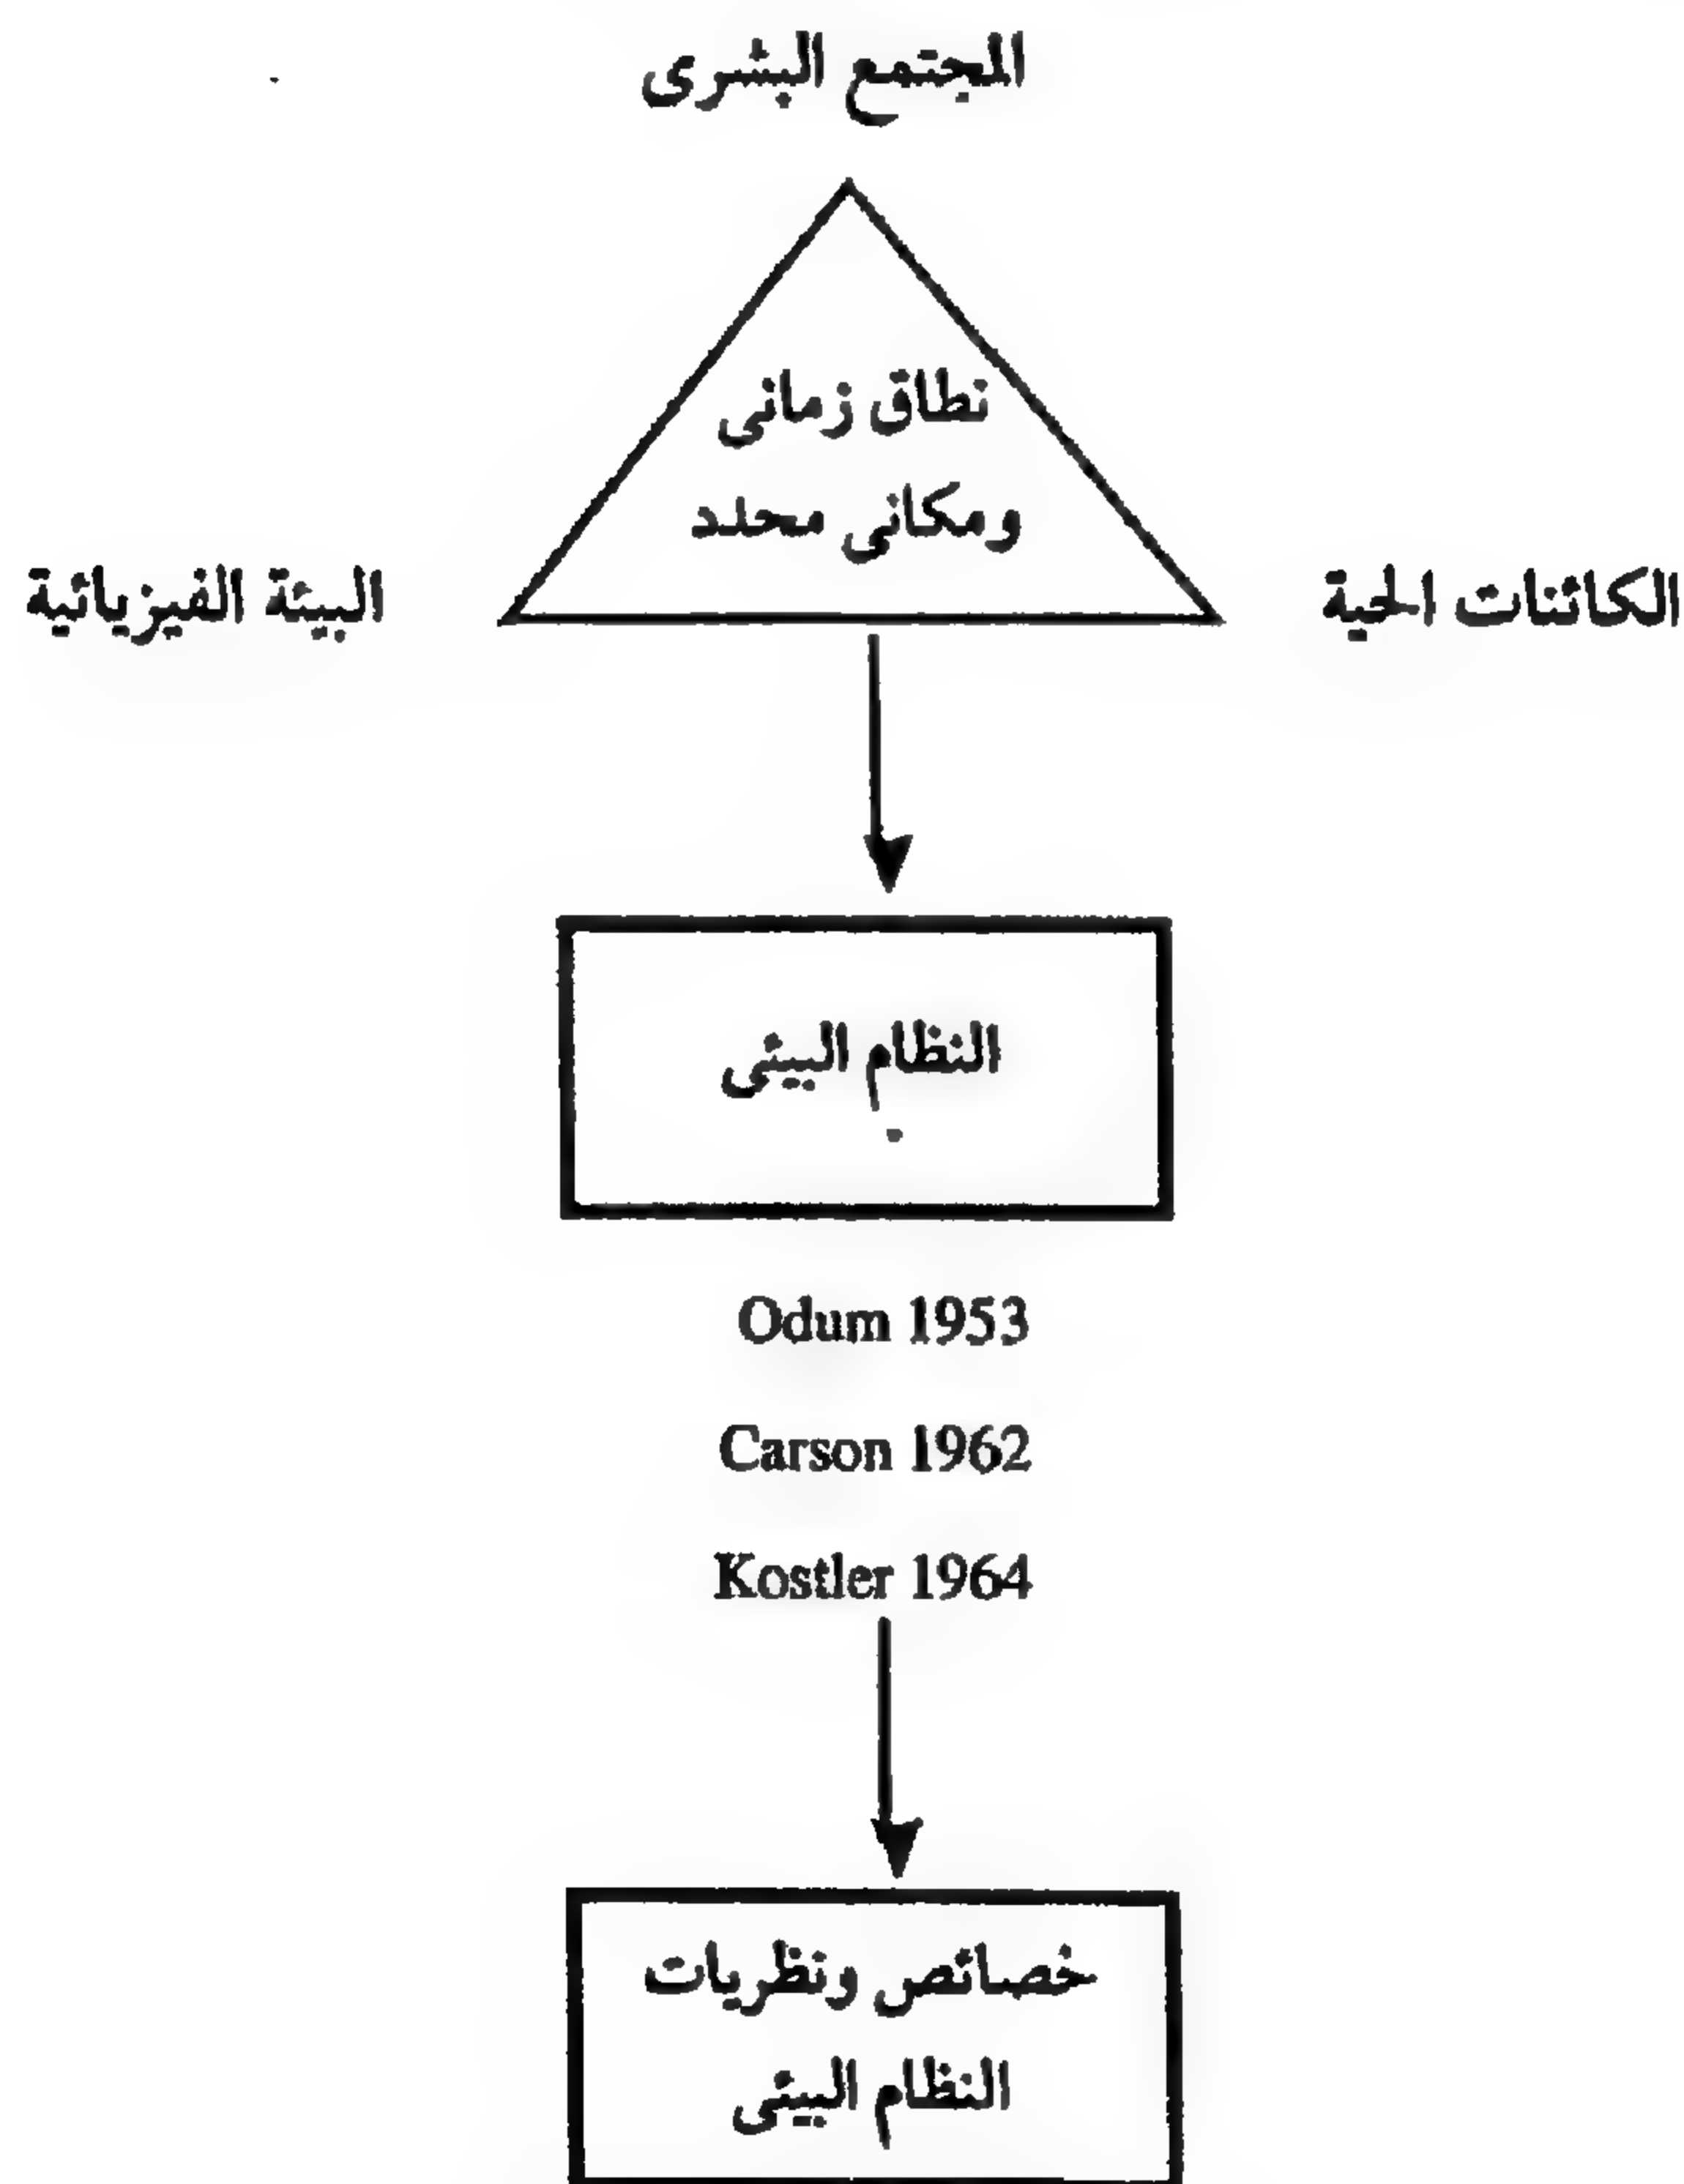 المجتمع البشرى
نطاق زمانى
ومكانى محدد
الكائنات الحية
البيئة الفيزيائية
النظام البيئى
Odum 1953
Carson 1962
Kostler 1964
خصائص ونظريات
النظام البيئى